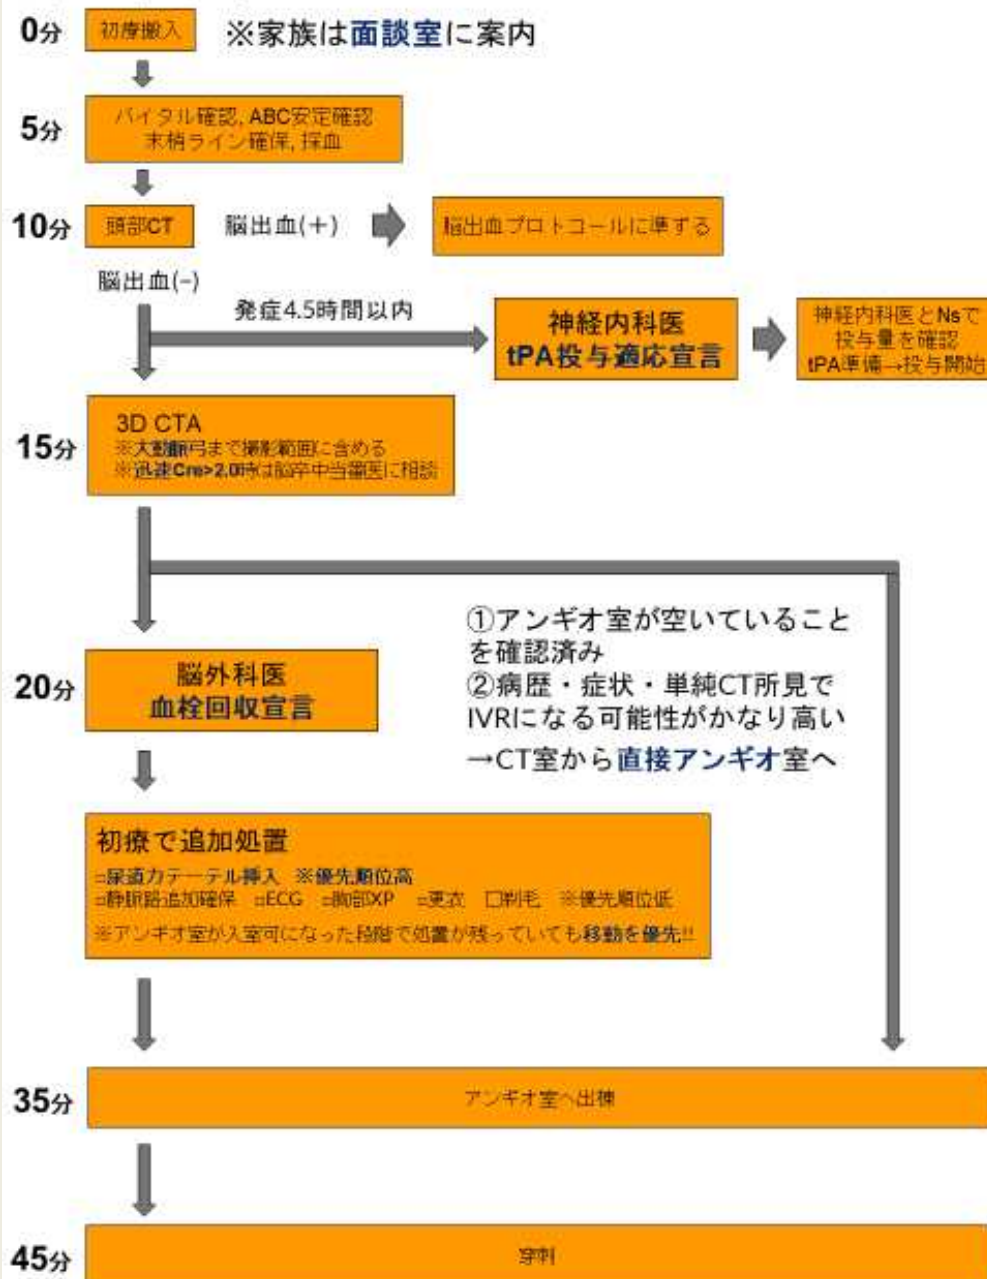 0分 初療搬入 ※家族は面談室に案内
5分 バイタル確認, ABC安定確認
末梢ライン確保, 採血
10分 頭部CT 脳出血(+) 脳出血プロトコールに準ずる
脳出血(-)
発症4.5時間以内
神経内科医
tPA投与適応宣言
神経内科医とNsで
投与量を確認
tPA準備→投与開始
15分 3D CTA
※大動脈弓まで撮影範囲に含める
※迅速Cre>2.0時は脳卒中当番医に相談
①アンギオ室が空いていること
を確認済み
②病歴・症状・単純CT所見で
IVRになる可能性がかなり高い
→CT室から直接アンギオ室へ
20分 脳外科医
血栓回収宣言
初療で追加処置
□尿道カテーテル挿入 ※優先順位高
□静脈路追加確保 □ECG □胸部XP □更衣 □剃毛 ※優先順位低
※アンギオ室が入室可になった段階で処置が残っていても移動を優先!!
35分 アンギオ室へ出棟
45分 穿刺